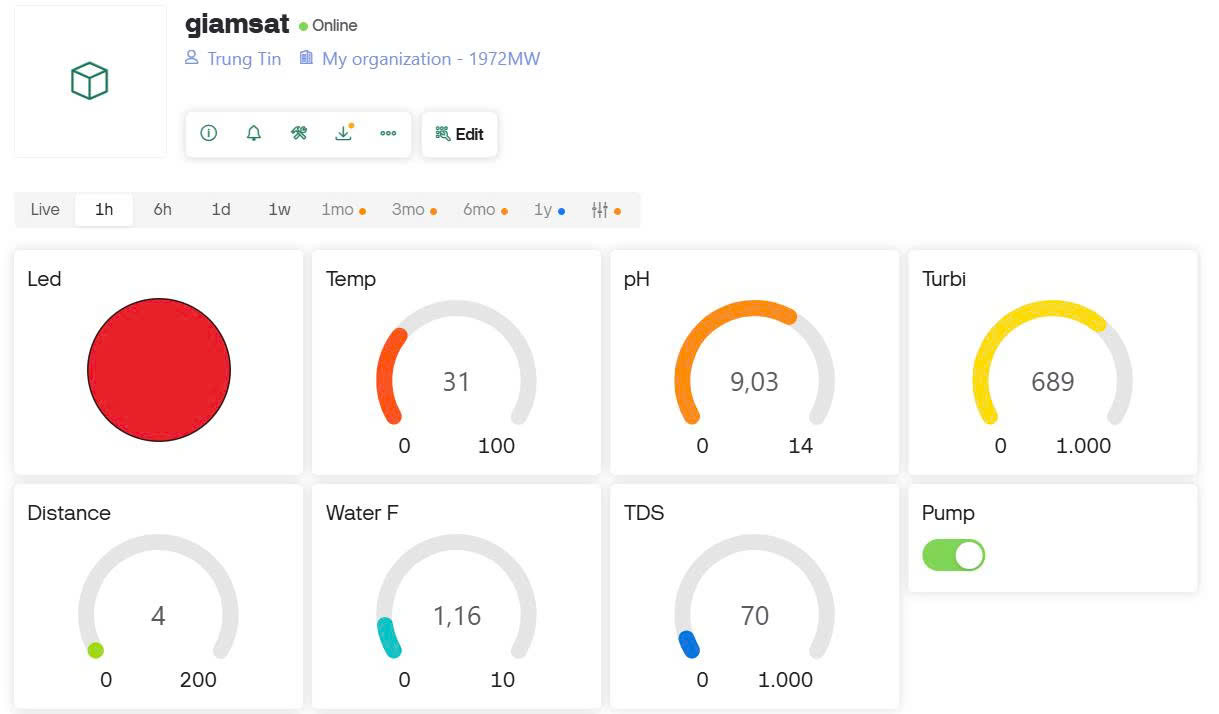 giamsat Online
Trung Tin My organization - 1972MW
Edit
Live 1h 6h 1d 1w 1mo 3mo 6mo 1y
Led
Temp
31
0 100
pH
9,03
0 14
Turbi
689
0 1.000
Distance
4
0 200
Water F
1,16
0 10
TDS
70
0 1.000
Pump